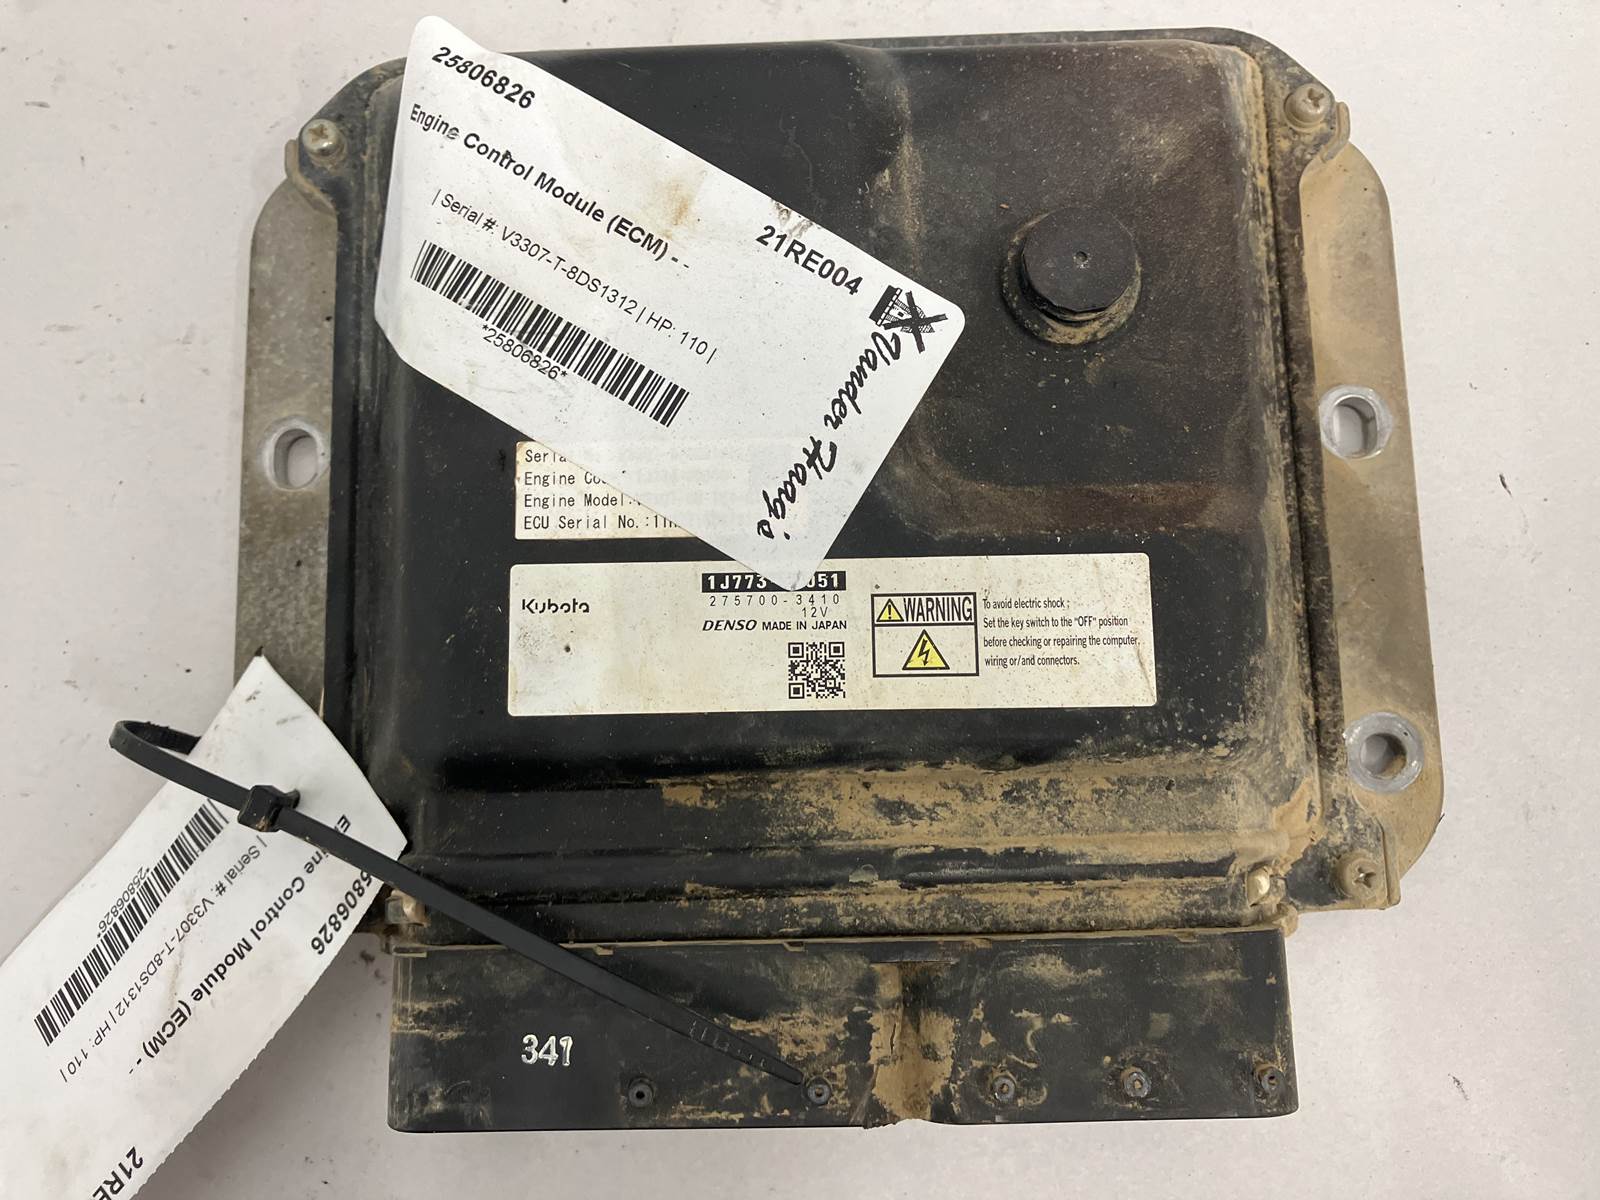 25806826
Engine Control Module (ECM) - -
21RE004
| Serial #: V3307-T-8DS1312 | HP: 110 |
*25806826*
Vander Haag's
Engine Model:
ECU Serial No.:
Kubota
275700-3410
12V
DENSO MADE IN JAPAN
WARNING
To avoid electric shock ;
Set the key switch to the "OFF" position
before checking or repairing the computer,
wiring or/and connectors.
341
Control Module (ECM) - -
| Serial #: V3307-T-8DS1312 | HP: 110 |
*25806826*